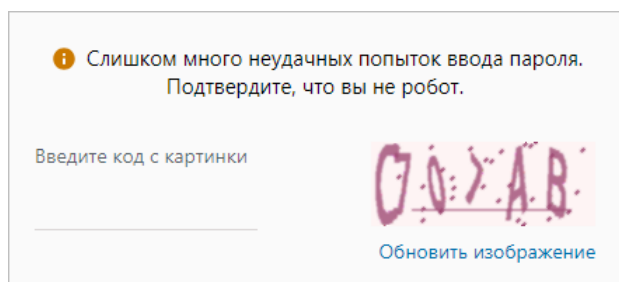 Слишком много неудачных попыток ввода пароля.
Подтвердите, что вы не робот.
Введите код с картинки
Обновить изображение